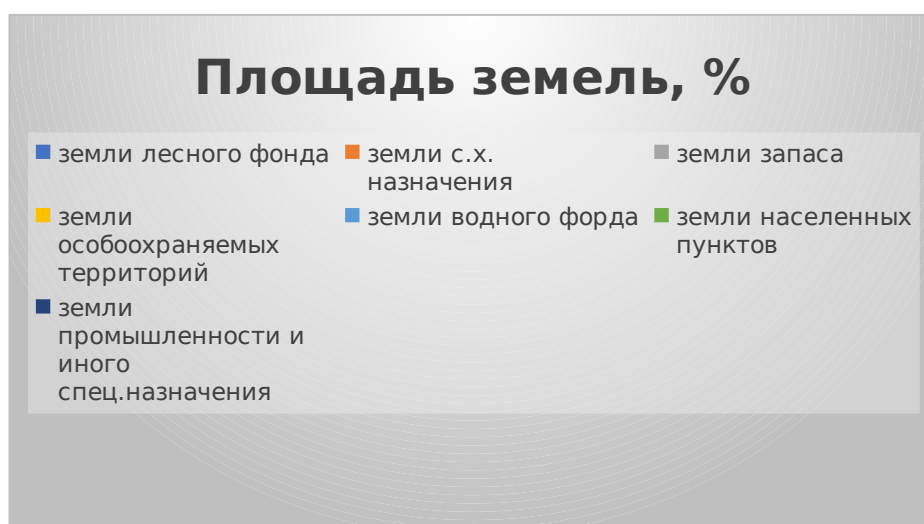 Площадь земель, %
земли лесного фонда
земли с.х.
назначения
земли запаса
земли
особоохраняемых
территорий
земли водного форда
земли населенных
пунктов
земли
промышленности и
иного
спец.назначения